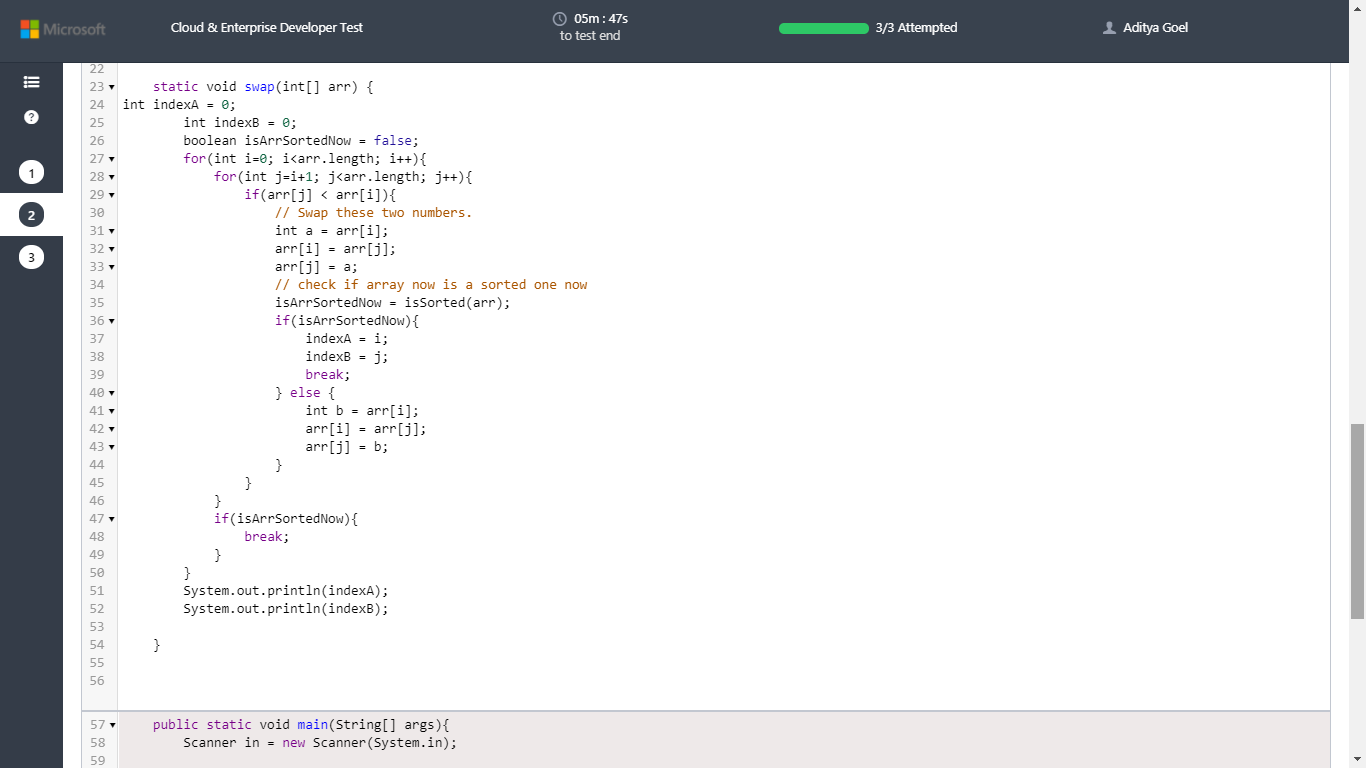 Microsoft
Cloud & Enterprise Developer Test
05m : 47s
to test end
3/3 Attempted
Aditya Goel
?
1
2
3
22
23 static void swap(int[] arr) {
24 int indexA = 0;
25 int indexB = 0;
26 boolean isArrSortedNow = false;
27 for(int i=0; i<arr.length; i++){
28 for(int j=i+1; j<arr.length; j++){
29 if(arr[j] < arr[i]){
30 // Swap these two numbers.
31 int a = arr[i];
32 arr[i] = arr[j];
33 arr[j] = a;
34 // check if array now is a sorted one now
35 isArrSortedNow = isSorted(arr);
36 if(isArrSortedNow){
37 indexA = i;
38 indexB = j;
39 break;
40 } else {
41 int b = arr[i];
42 arr[i] = arr[j];
43 arr[j] = b;
44 }
45 }
46 }
47 if(isArrSortedNow){
48 break;
49 }
50 }
51 System.out.println(indexA);
52 System.out.println(indexB);
53
54 }
55
56
57 public static void main(String[] args){
58 Scanner in = new Scanner(System.in);
59